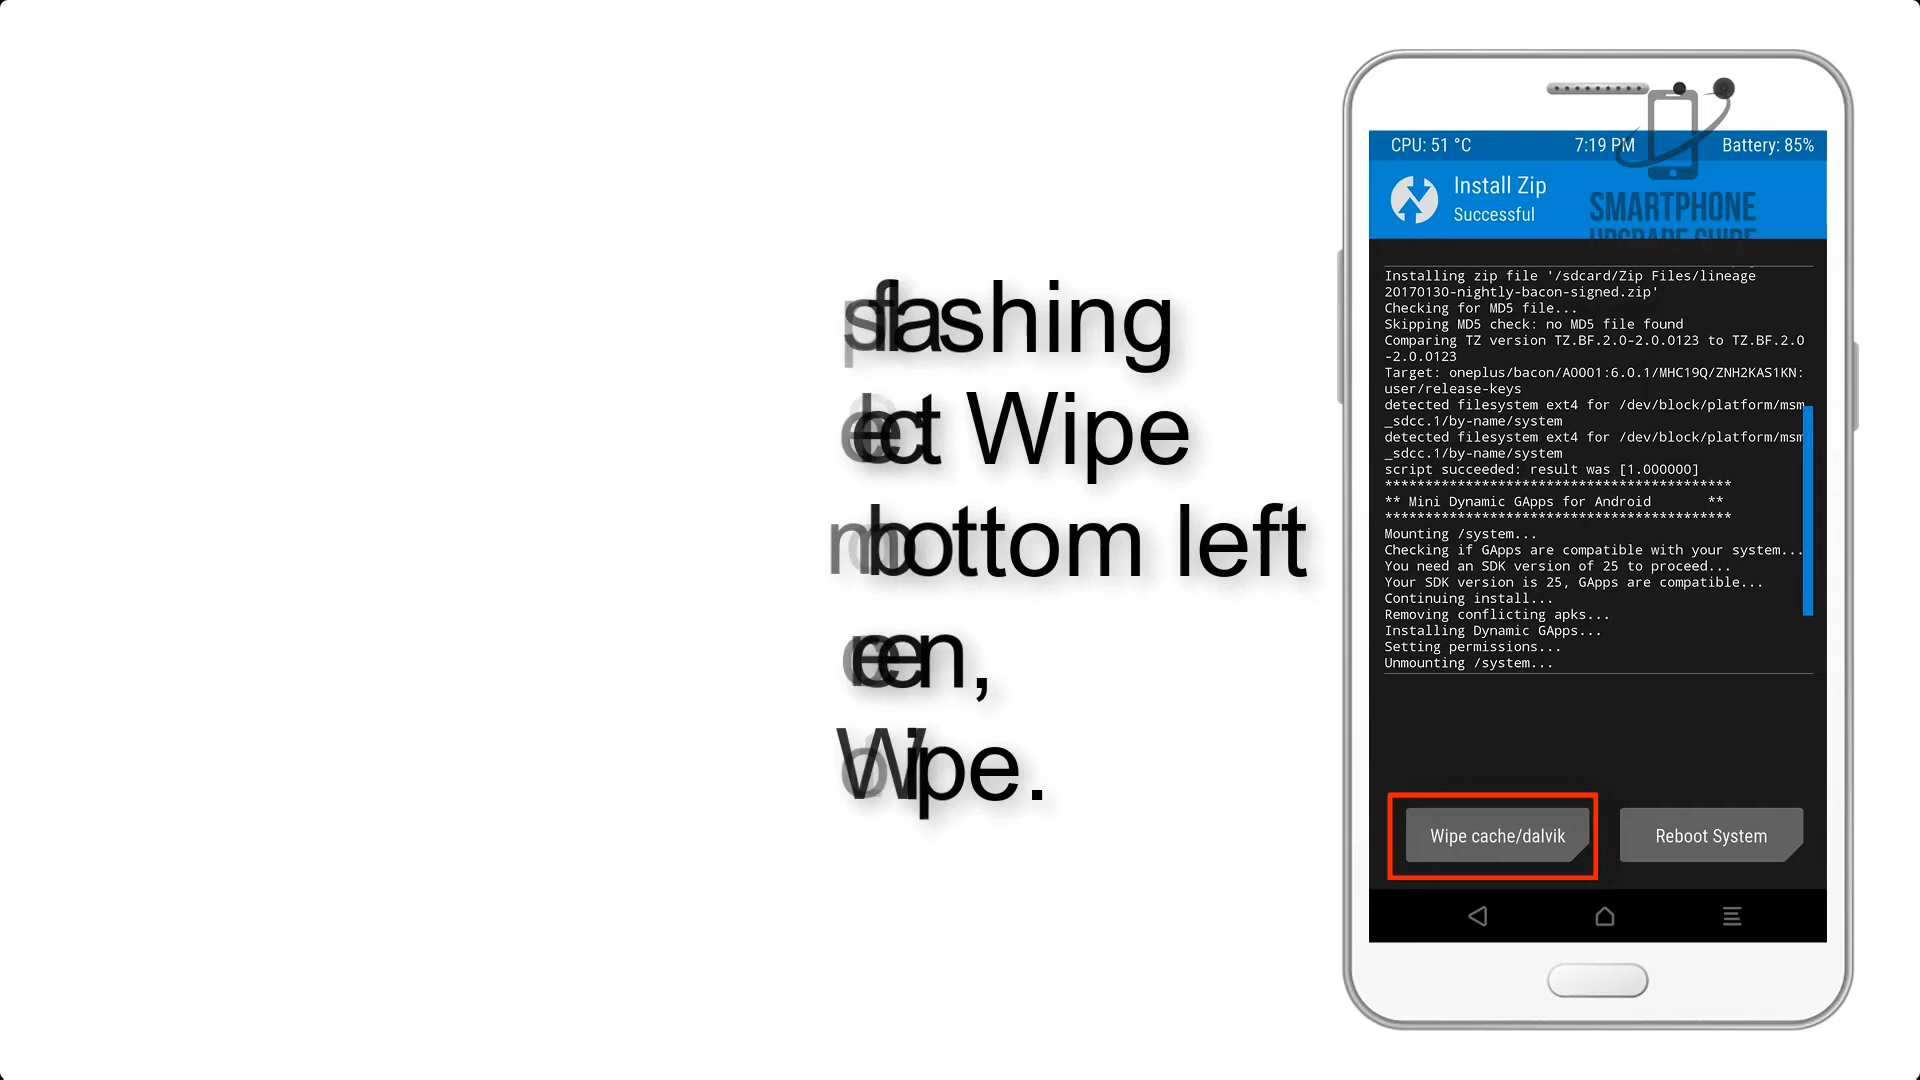 flashing
Wipe
bottom left
Wipe.
CPU: 51 °C 7:19 PM Battery: 85%
Install Zip
Successful
SMARTPHONE
UPGRADE GUIDE
Installing zip file '/sdcard/Zip Files/lineage
20170130-nightly-bacon-signed.zip'
Checking for MD5 file...
Skipping MD5 check: no MD5 file found
Comparing TZ version TZ.BF.2.0-2.0.0123 to TZ.BF.2.0
-2.0.0123
Target: oneplus/bacon/A0001:6.0.1/MHC19Q/ZNH2KAS1KN:
user/release-keys
detected filesystem ext4 for /dev/block/platform/msm
_sdcc.1/by-name/system
detected filesystem ext4 for /dev/block/platform/msm
_sdcc.1/by-name/system
script succeeded: result was [1.000000]
*******************************************
** Mini Dynamic GApps for Android **
*******************************************
Mounting /system...
Checking if GApps are compatible with your system...
You need an SDK version of 25 to proceed...
Your SDK version is 25, GApps are compatible...
Continuing install...
Removing conflicting apks...
Installing Dynamic GApps...
Setting permissions...
Unmounting /system...
Wipe cache/dalvik Reboot System